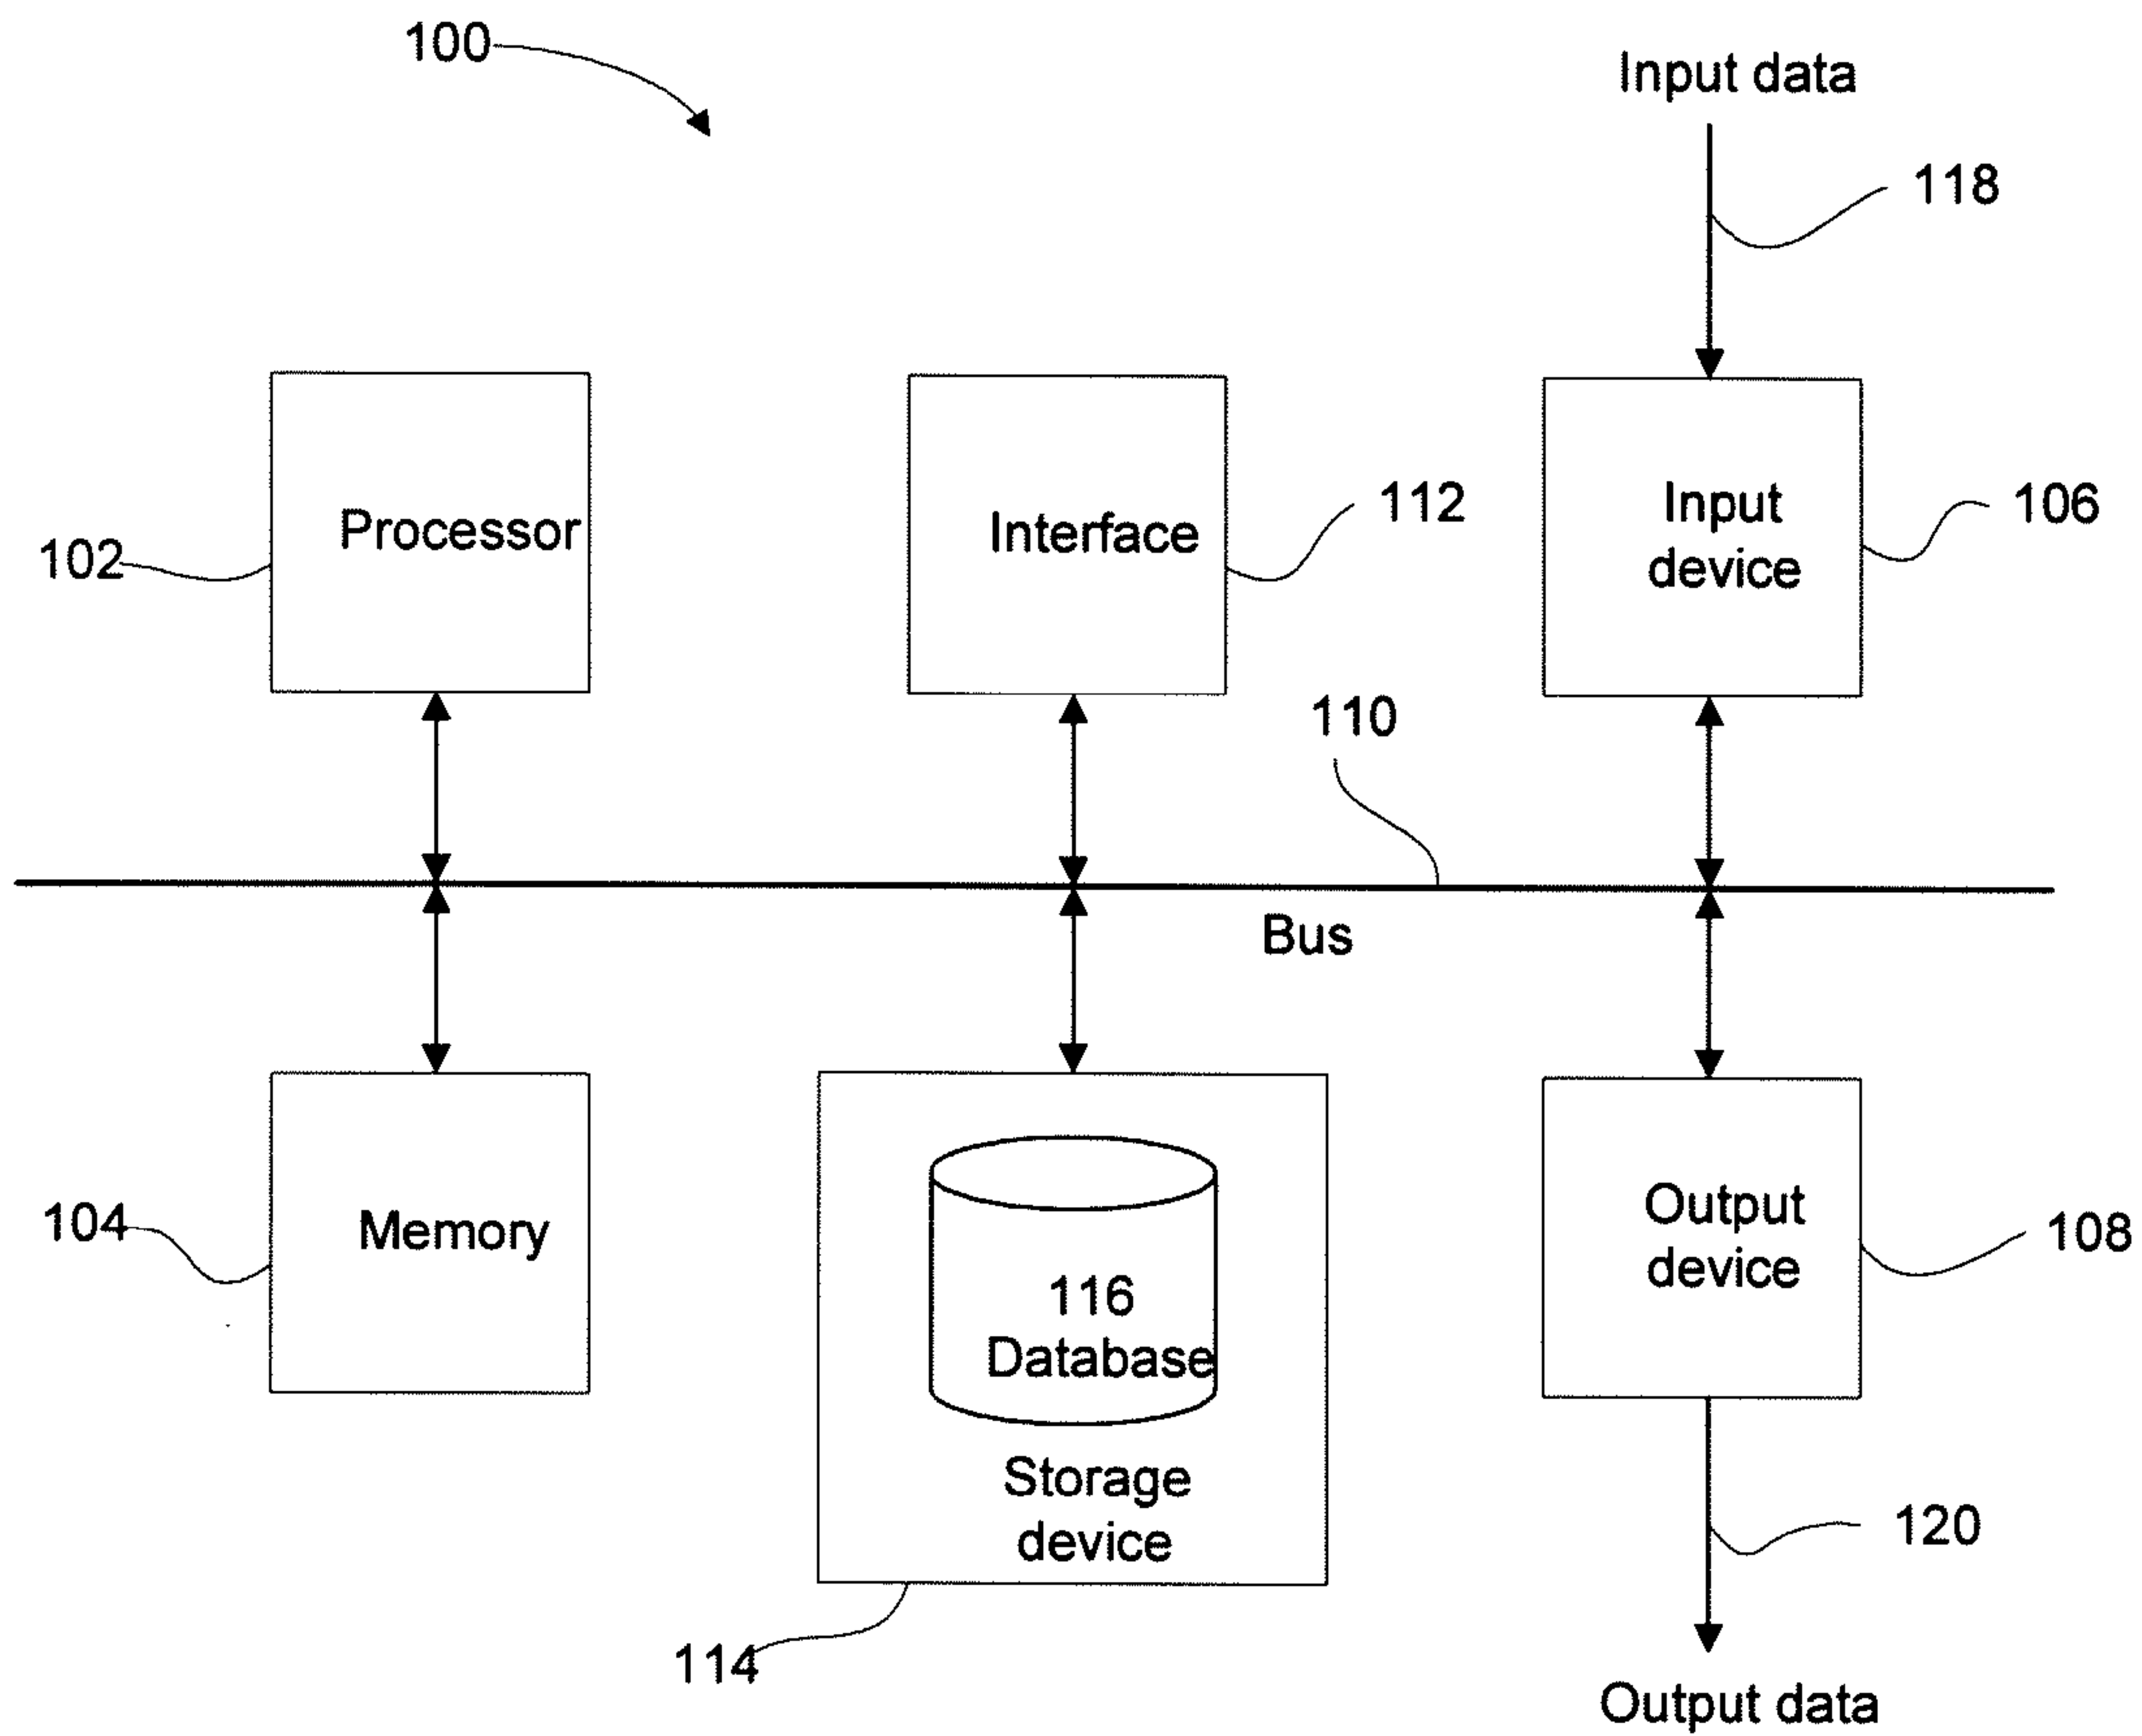 100
Input data
118
Processor
102
Interface
112
Input
device
106
110
Bus
Memory
104
116
Database
Storage
device
114
Output
device
108
120
Output data